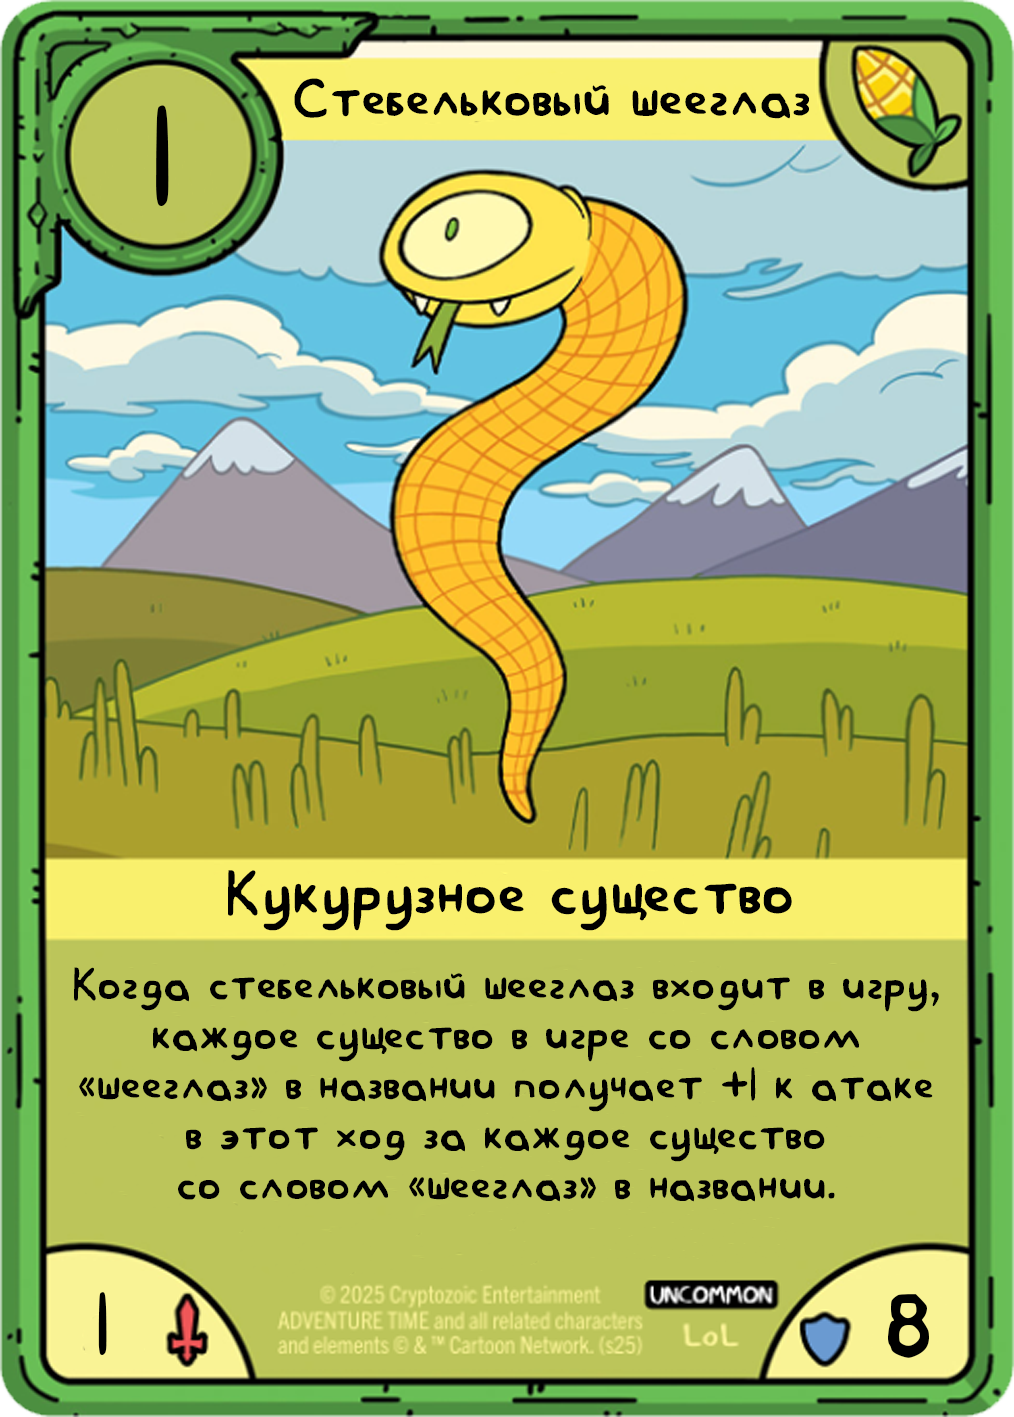 1
Стебельковый шееглаз
Кукурузное существо
Когда стебельковый шееглаз входит в игру,
каждое существо в игре со словом
«шееглаз» в названии получает +1 к атаке
в этот ход за каждое существо
со словом «шееглаз» в названии.
1
© 2025 Cryptozoic Entertainment
ADVENTURE TIME and all related characters
and elements © & ™ Cartoon Network. (s25)
UNCOMMON
LoL
8